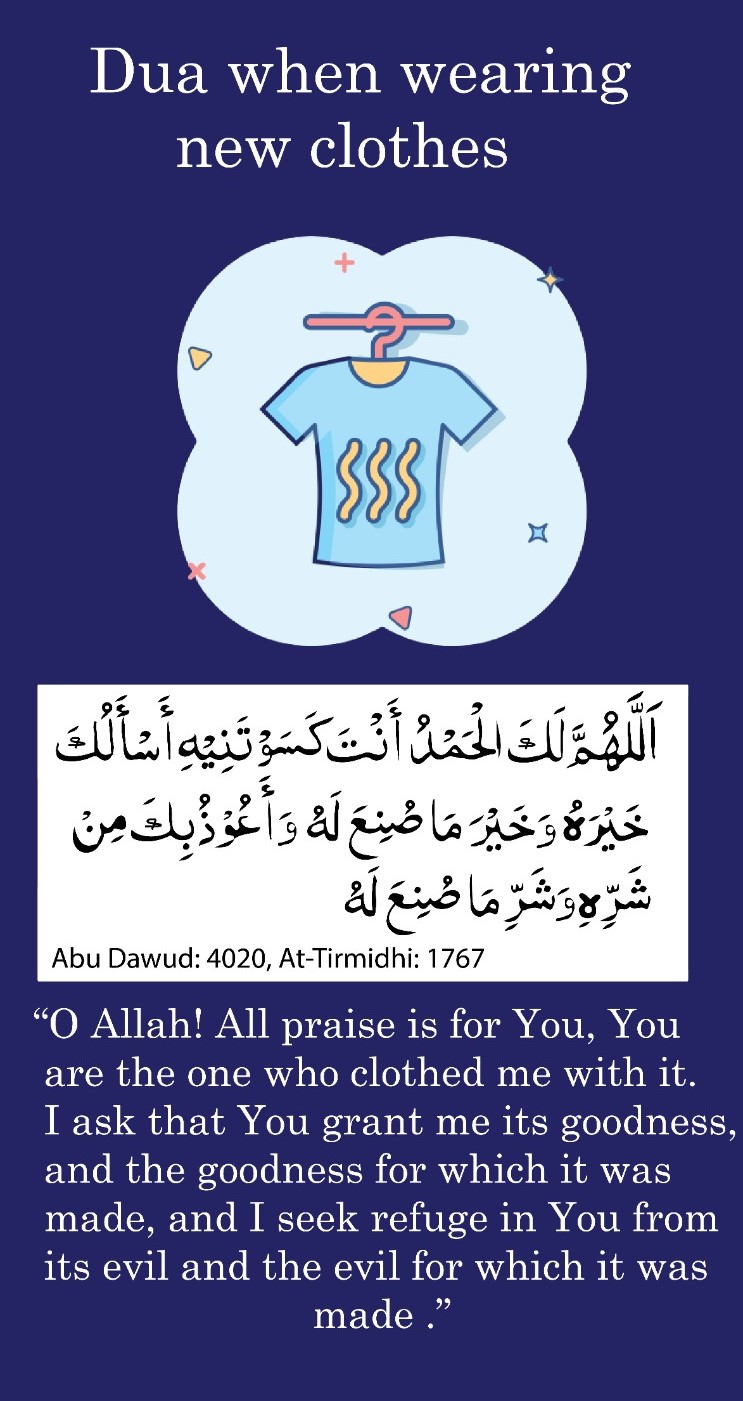 Dua when wearing
new clothes
اَللّٰهُمَّ لَكَ الْحَمْدُ أَنْتَ كَسَوْتَنِيْهِ أَسْأَلُكَ
خَيْرَهُ وَخَيْرَ مَا صُنِعَ لَهُ وَأَعُوْذُ بِكَ مِنْ
شَرِّهِ وَشَرِّ مَا صُنِعَ لَهُ
Abu Dawud: 4020, At-Tirmidhi: 1767
“O Allah! All praise is for You, You
are the one who clothed me with it.
I ask that You grant me its goodness,
and the goodness for which it was
made, and I seek refuge in You from
its evil and the evil for which it was
made .”